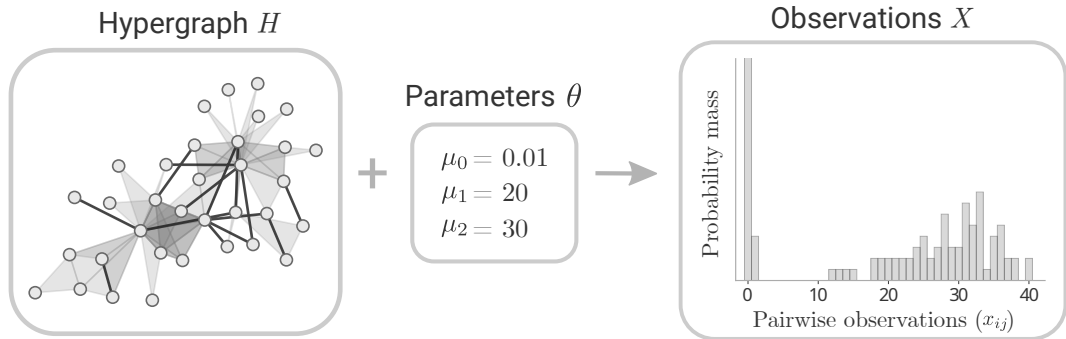 Hypergraph H
Parameters θ
μ₀ = 0.01
μ₁ = 20
μ₂ = 30
Observations X
Probability mass
0 10 20 30 40
Pairwise observations (xᵢⱼ)